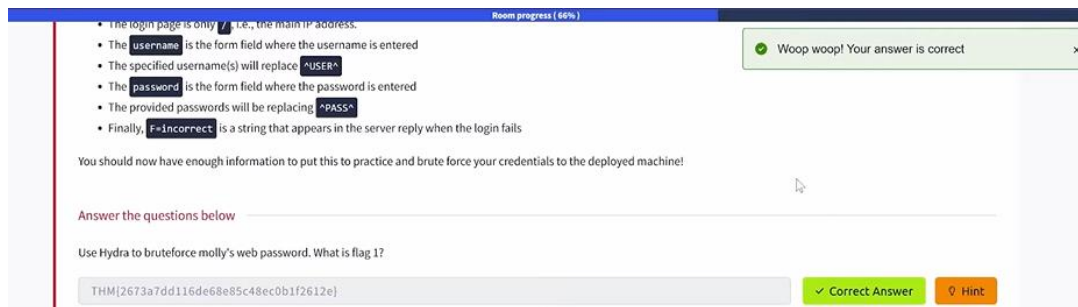 Room progress ( 66% )
The login page is only /, i.e., the main IP address.
Woop woop! Your answer is correct
The username is the form field where the username is entered
The specified username(s) will replace ^USER^
The password is the form field where the password is entered
The provided passwords will be replacing ^PASS^
Finally, F=incorrect is a string that appears in the server reply when the login fails
You should now have enough information to put this to practice and brute force your credentials to the deployed machine!
Answer the questions below
Use Hydra to bruteforce molly's web password. What is flag 1?
THM{2673a7dd116de68e85c48ec0b1f2612e}
Correct Answer
Hint